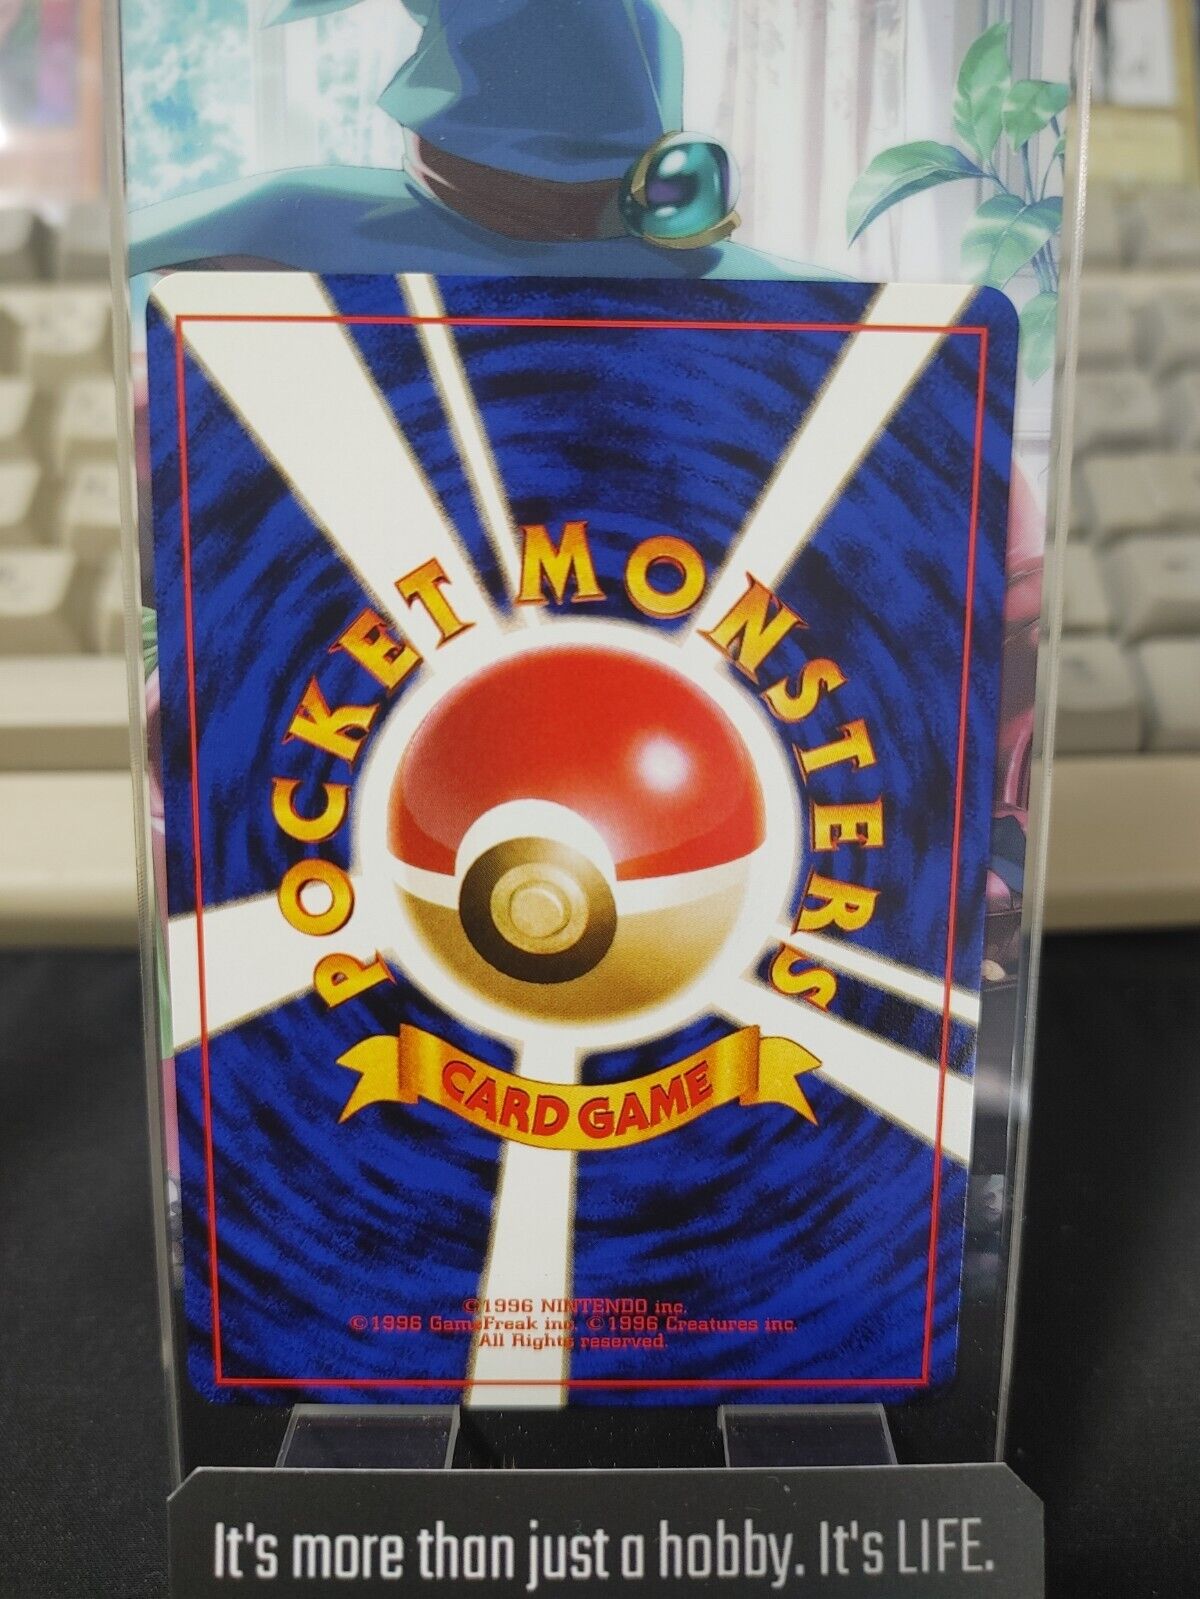 POCKET MONSTERS
CARD GAME
©1996 NINTENDO inc.
©1996 GameFreak inc. ©1996 Creatures inc.
All Rights reserved.
It's more than just a hobby. It's LIFE.